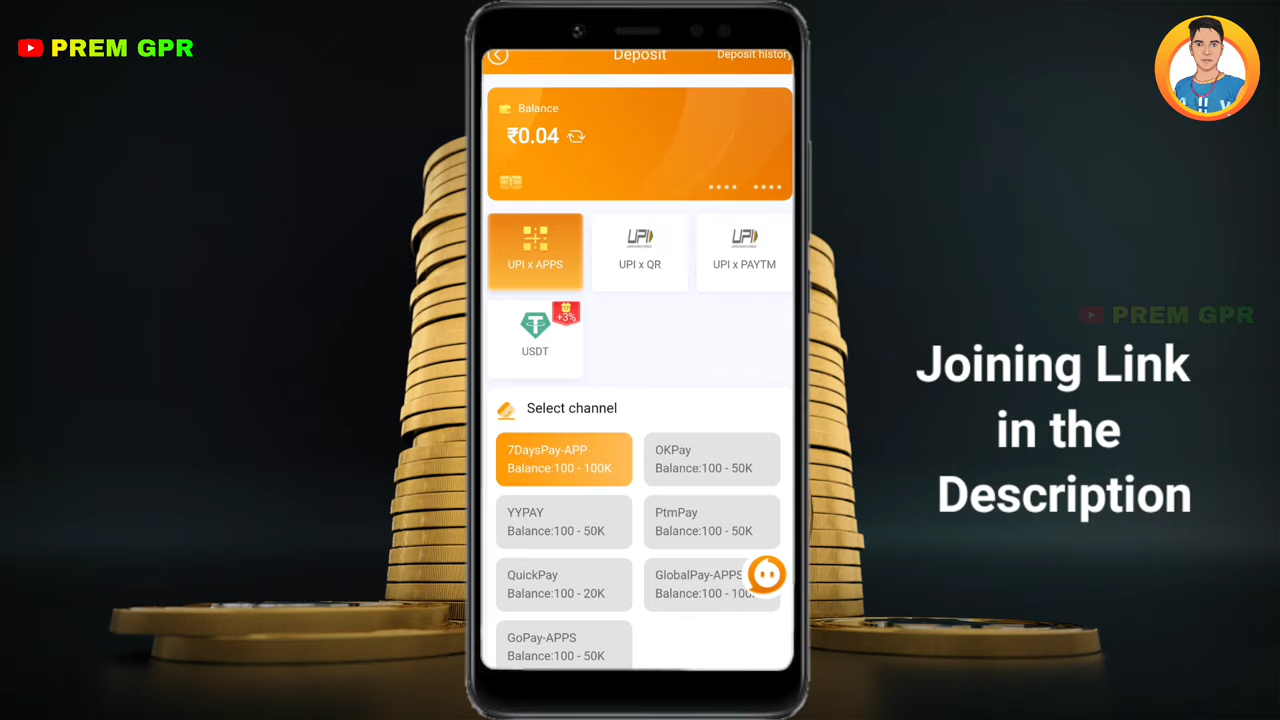 PREM GPR
Deposit
Deposit history
Balance
₹0.04
UPI x APPS
UPI
UPI x QR
UPI
UPI x PAYTM
+3%
USDT
PREM GPR
Joining Link
in the
Description
Select channel
7DaysPay-APP
Balance:100 - 100K
OKPay
Balance:100 - 50K
YYPAY
Balance:100 - 50K
PtmPay
Balance:100 - 50K
QuickPay
Balance:100 - 20K
GlobalPay-APPS
Balance:100 -
GoPay-APPS
Balance:100 - 50K